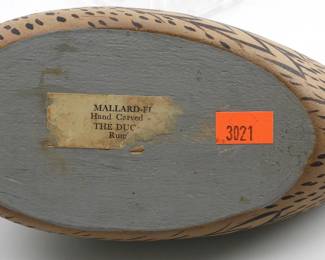 MALLARD-
Hand Carved -
THE DUC
3021